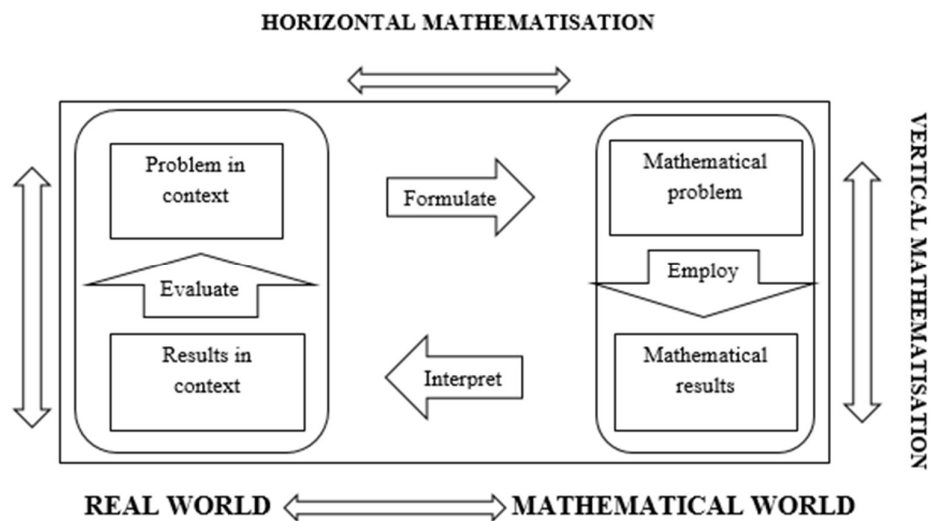 HORIZONTAL MATHEMATISATION
Problem in
context
Formulate
Mathematical
problem
Evaluate
Employ
Results in
context
Interpret
Mathematical
results
VERTICAL MATHEMATISATION
REAL WORLD
MATHEMATICAL WORLD